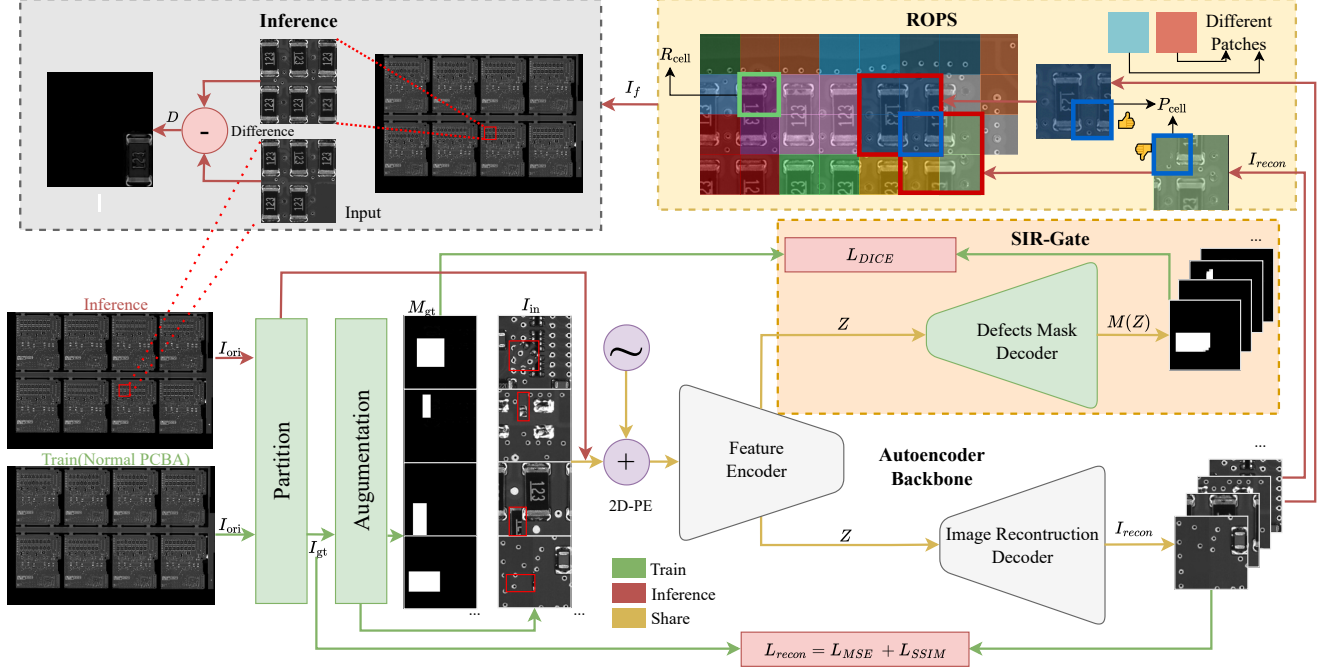 Inference
D
-
Difference
Input
I_f
ROPS
R_cell
Different
Patches
P_cell
I_recon
123
Inference
I_ori
Train(Normal PCBA)
I_ori
Partition
I_gt
Augumentation
M_gt
I_in
...
...
123
~
+
2D-PE
Feature
Encoder
SIR-Gate
L_DICE
Z
Defects Mask
Decoder
M(Z)
...
Autoencoder
Backbone
Z
Image Recontruction
Decoder
I_recon
...
Train
Inference
Share
L_recon = L_MSE + L_SSIM